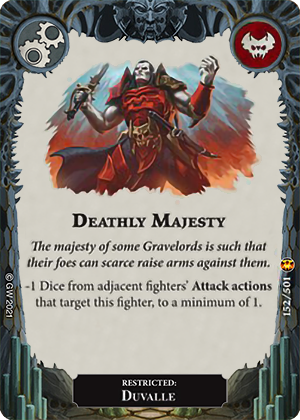 DEATHLY MAJESTY
The majesty of some Gravelords is such that
their foes can scarce raise arms against them.
-1 Dice from adjacent fighters' Attack actions
that target this fighter, to a minimum of 1.
© GW 2021
152/501
RESTRICTED:
DUVALLE